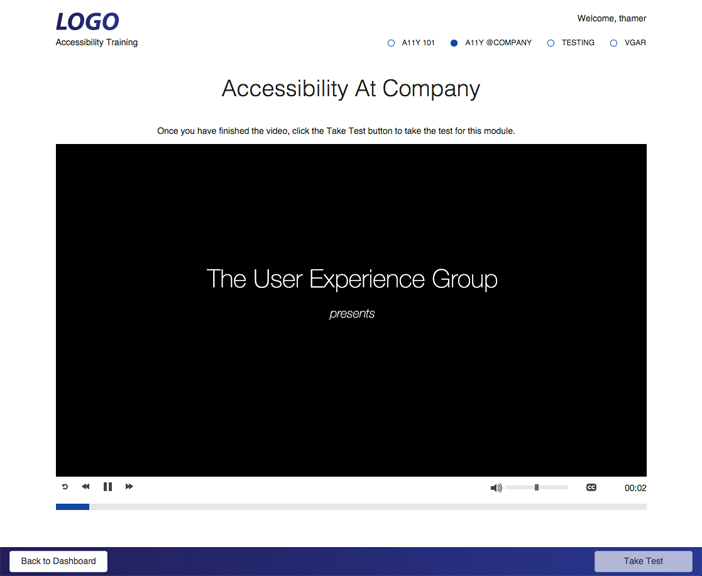 LOGO
Welcome, thamer
Accessibility Training
A11Y 101 A11Y @COMPANY TESTING VGAR
Accessibility At Company
Once you have finished the video, click the Take Test button to take the test for this module.
The User Experience Group
presents
CC 00:02
Back to Dashboard Take Test